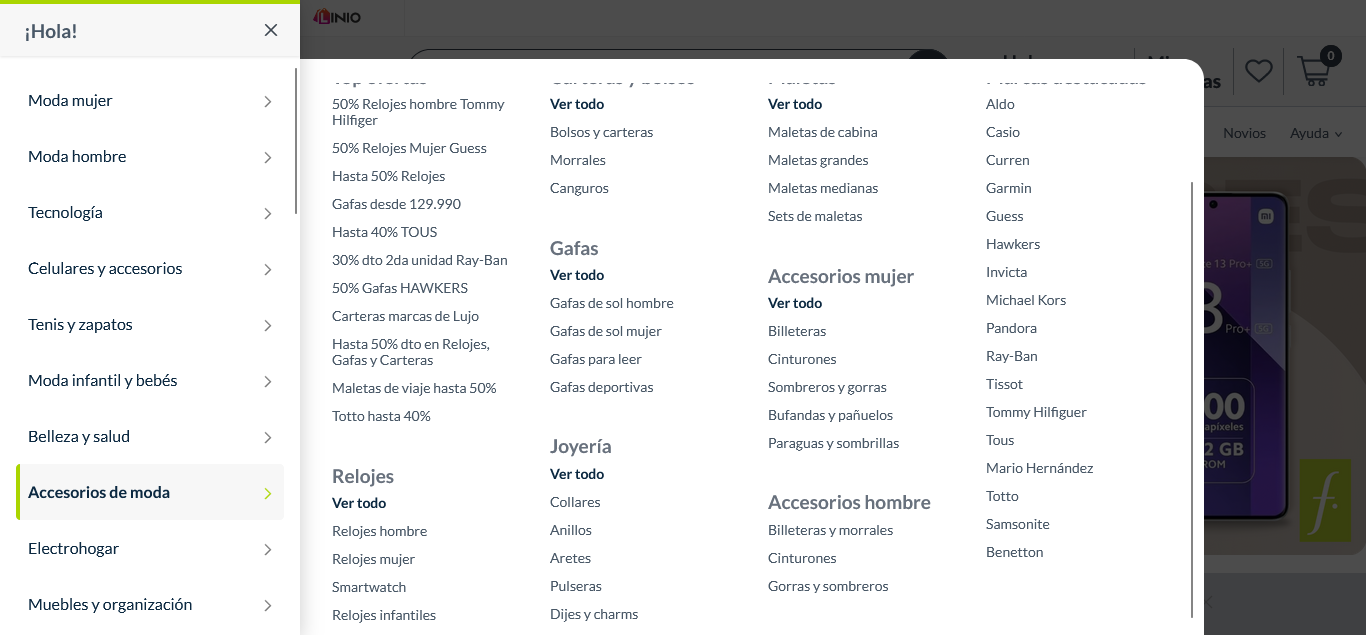 ¡Hola!
Moda mujer
Moda hombre
Tecnología
Celulares y accesorios
Tenis y zapatos
Moda infantil y bebés
Belleza y salud
Accesorios de moda
Electrohogar
Muebles y organización
LINIO
0
Novios
Ayuda
50% Relojes hombre Tommy
Hilfiger
50% Relojes Mujer Guess
Hasta 50% Relojes
Gafas desde 129.990
Hasta 40% TOUS
30% dto 2da unidad Ray-Ban
50% Gafas HAWKERS
Carteras marcas de Lujo
Hasta 50% dto en Relojes,
Gafas y Carteras
Maletas de viaje hasta 50%
Totto hasta 40%
Relojes
Ver todo
Relojes hombre
Relojes mujer
Smartwatch
Relojes infantiles
Ver todo
Bolsos y carteras
Morrales
Canguros
Gafas
Ver todo
Gafas de sol hombre
Gafas de sol mujer
Gafas para leer
Gafas deportivas
Joyería
Ver todo
Collares
Anillos
Aretes
Pulseras
Dijes y charms
Ver todo
Maletas de cabina
Maletas grandes
Maletas medianas
Sets de maletas
Accesorios mujer
Ver todo
Billeteras
Cinturones
Sombreros y gorras
Bufandas y pañuelos
Paraguas y sombrillas
Accesorios hombre
Billeteras y morrales
Cinturones
Gorras y sombreros
Aldo
Casio
Curren
Garmin
Guess
Hawkers
Invicta
Michael Kors
Pandora
Ray-Ban
Tissot
Tommy Hilfiguer
Tous
Mario Hernández
Totto
Samsonite
Benetton
13 Pro+ 5G
Pro+ 5G
2 GB
ROM
f.